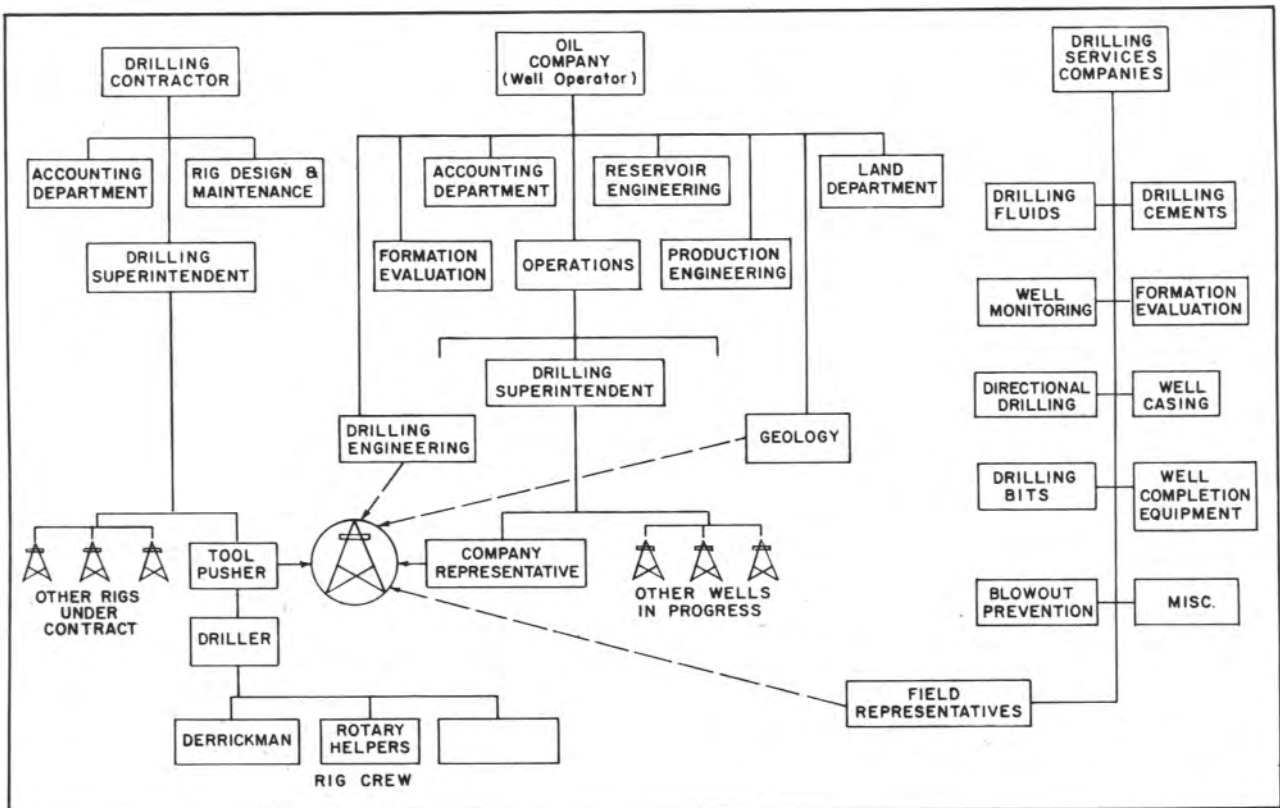 DRILLING
CONTRACTOR
ACCOUNTING
DEPARTMENT
RIG DESIGN &
MAINTENANCE
DRILLING
SUPERINTENDENT
OTHER RIGS
UNDER
CONTRACT
TOOL
PUSHER
DRILLER
DERRICKMAN
ROTARY
HELPERS
RIG CREW
OIL
COMPANY
(Well Operator)
ACCOUNTING
DEPARTMENT
RESERVOIR
ENGINEERING
LAND
DEPARTMENT
FORMATION
EVALUATION
OPERATIONS
PRODUCTION
ENGINEERING
DRILLING
SUPERINTENDENT
DRILLING
ENGINEERING
GEOLOGY
COMPANY
REPRESENTATIVE
OTHER WELLS
IN PROGRESS
DRILLING
SERVICES
COMPANIES
DRILLING
FLUIDS
DRILLING
CEMENTS
WELL
MONITORING
FORMATION
EVALUATION
DIRECTIONAL
DRILLING
WELL
CASING
DRILLING
BITS
WELL
COMPLETION
EQUIPMENT
BLOWOUT
PREVENTION
MISC.
FIELD
REPRESENTATIVES